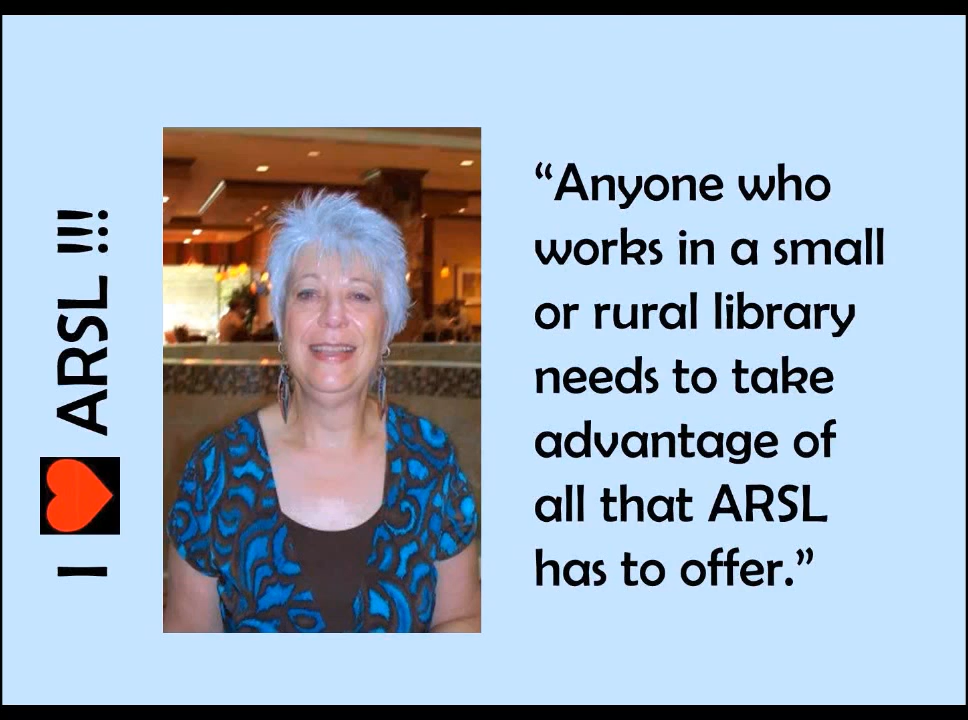 I ARSL !!!
“Anyone who
works in a small
or rural library
needs to take
advantage of
all that ARSL
has to offer.”